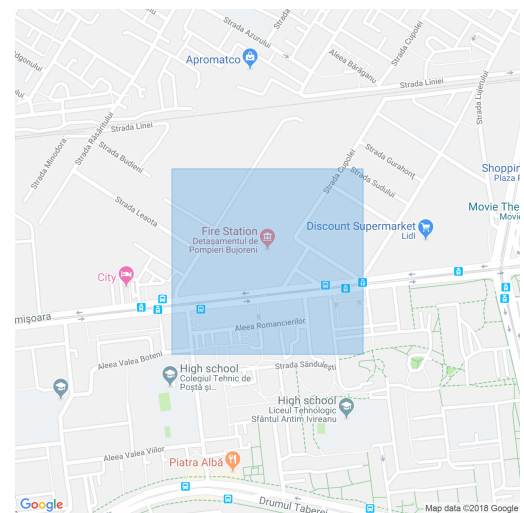 Strada Azurului
Strada Cupolei
Apromatco
Aleea Bărăganu
odgonului
Strada Răsăritului
Strada Liniei
Strada Lujerului
Strada Liniei
Strada Minodora
Strada Budieni
Strada Cupolei
Strada Gurahonț
Strada Sudului
Shoppin
Plaza R
Strada Leaota
Movie The
Movie
Fire Station
Detașamentul de
Pompieri Bujoreni
Discount Supermarket
Lidl
City
mișoara
Aleea Romancierilor
Aleea Valea Boteni
High school
Colegiul Tehnic de
Poștă și...
Strada Săndulești
High school
Liceul Tehnologic
Sfântul Antim Ivireanu
Aleea Valea Viilor
Piatra Albă
Drumul Taberei
Google
Map data ©2018 Google